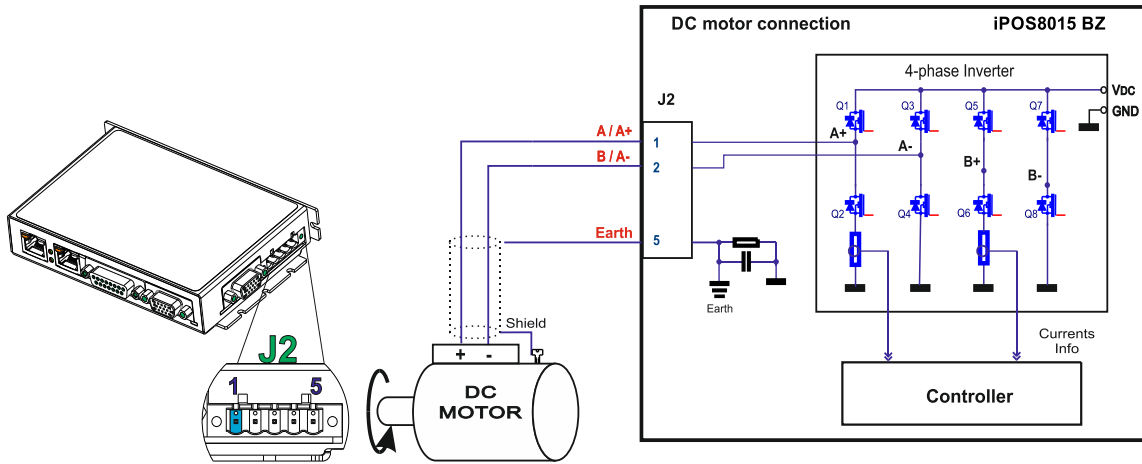 DC motor connection
iPOS8015 BZ
4-phase Inverter
J2
VDC
GND
Q1
Q3
Q5
Q7
A / A+
1
A+
A-
B / A-
2
B+
B-
Q2
Q4
Q6
Q8
Earth
5
Earth
Shield
Currents
Info
J2
1
5
+
-
DC
MOTOR
Controller